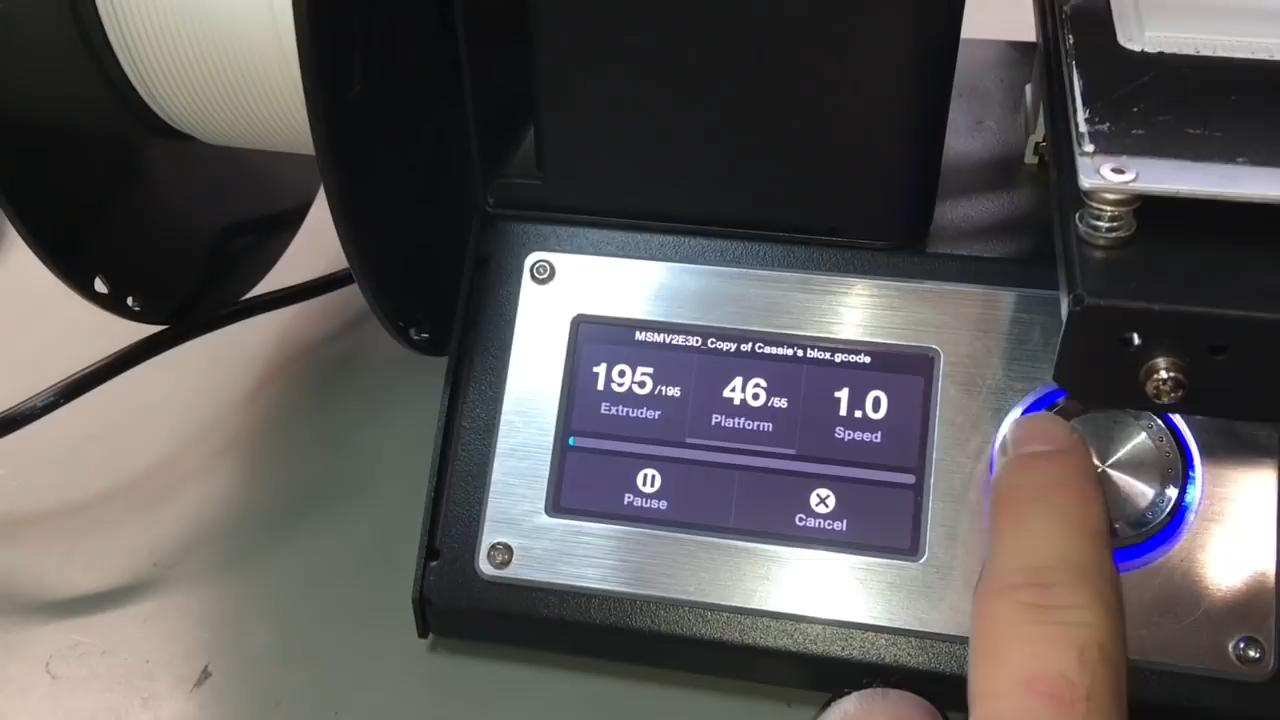 MSMV2E3D_Copy of Cassie's blox.gcode
195/195 46/55 1.0
Extruder Platform Speed
Pause Cancel